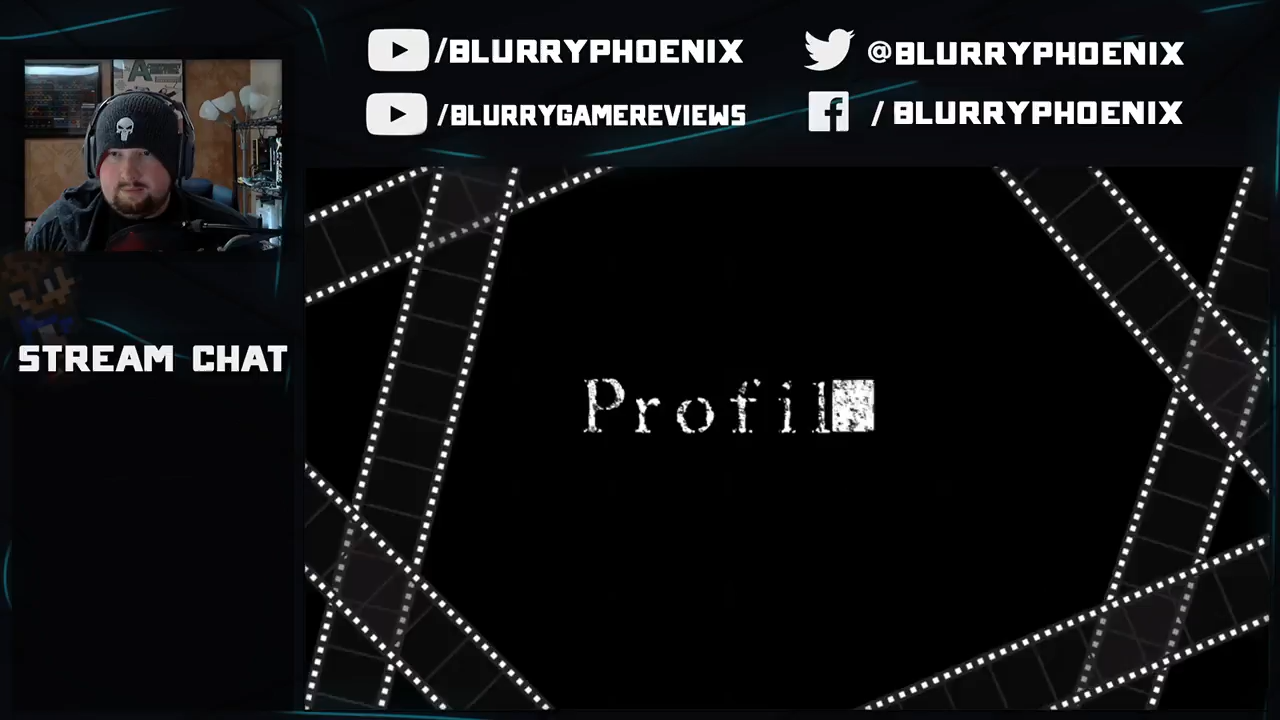 /BLURRYPHOENIX
@BLURRYPHOENIX
/BLURRYGAMEREVIEWS
/ BLURRYPHOENIX
STREAM CHAT
Profil